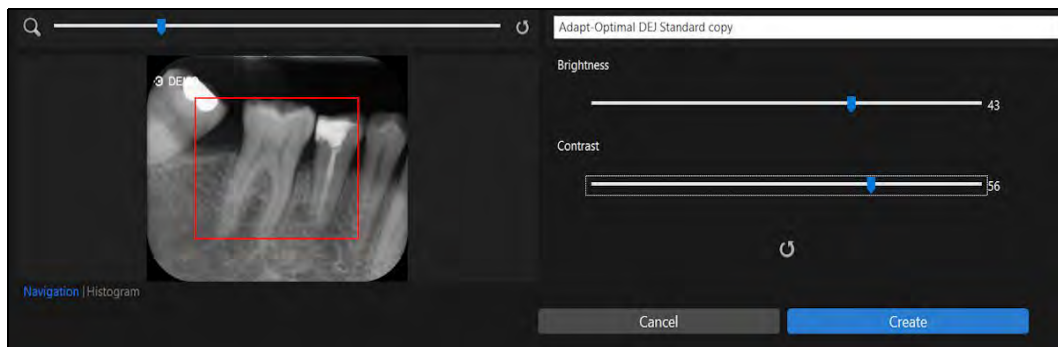 Adapt-Optimal DEJ Standard copy
Brightness
43
Contrast
56
Navigation | Histogram
Cancel
Create